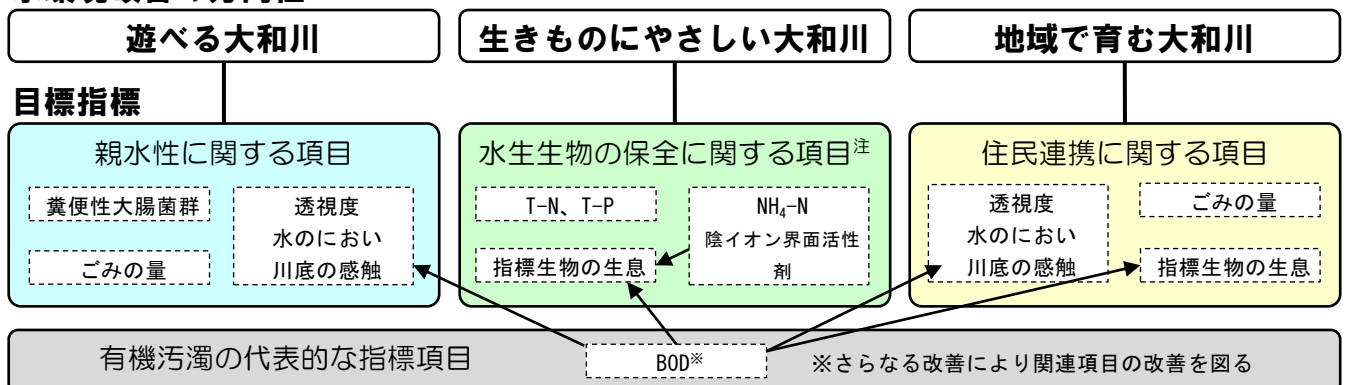 遊べる大和川
生きものにやさしい大和川
地域で育む大和川
目標指標
親水性に関する項目
糞便性大腸菌群
ごみの量
透視度
水のにおい
川底の感触
水生生物の保全に関する項目注
T-N、T-P
指標生物の生息
NH₄-N
陰イオン界面活性
剤
住民連携に関する項目
透視度
水のにおい
川底の感触
ごみの量
指標生物の生息
有機汚濁の代表的な指標項目
BOD※
※さらなる改善により関連項目の改善を図る